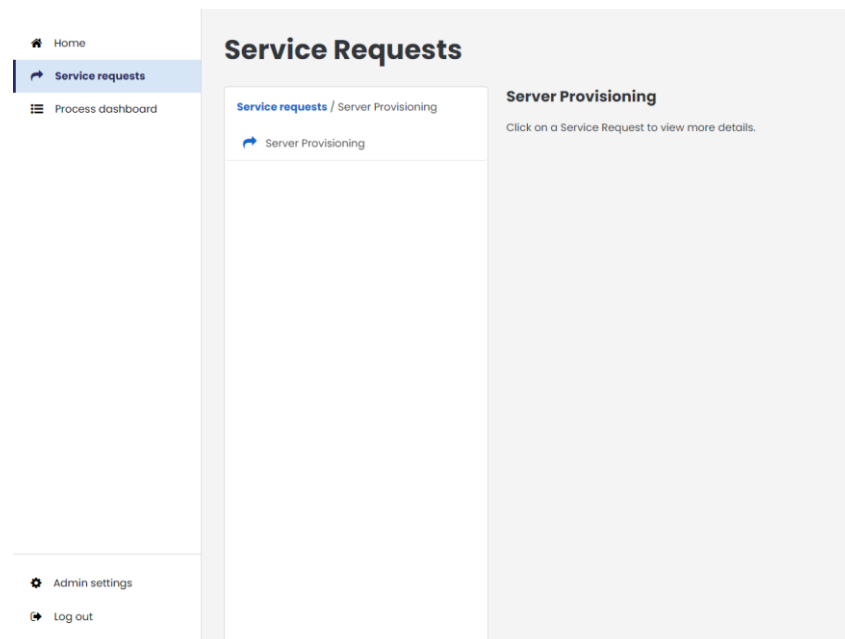 Home
Service requests
Process dashboard
Admin settings
Log out
Service Requests
Service requests / Server Provisioning
Server Provisioning
Server Provisioning
Click on a Service Request to view more details.